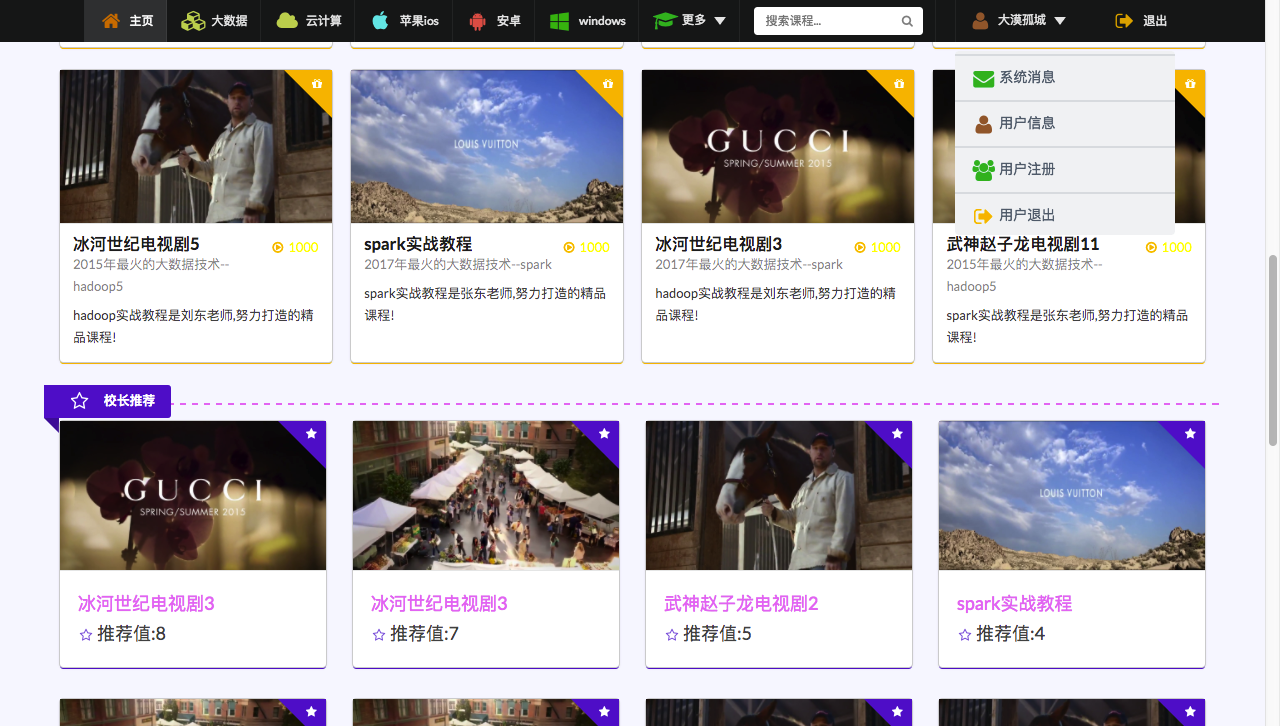 主页 大数据 云计算 苹果ios 安卓 windows 更多 搜索课程... 大漠孤城 退出
系统消息
用户信息
用户注册
用户退出
LOUIS VUITTON
GUCCI
SPRING/SUMMER 2015
冰河世纪电视剧5 1000
2015年最火的大数据技术--
hadoop5
hadoop实战教程是刘东老师,努力打造的精
品课程!
spark实战教程 1000
2017年最火的大数据技术--spark
spark实战教程是张东老师,努力打造的精品
课程!
冰河世纪电视剧3 1000
2017年最火的大数据技术--spark
hadoop实战教程是刘东老师,努力打造的精
品课程!
武神赵子龙电视剧11 1000
2015年最火的大数据技术--
hadoop5
spark实战教程是张东老师,努力打造的精品
课程!
校长推荐
GUCCI
SPRING/SUMMER 2015
LOUIS VUITTON
冰河世纪电视剧3
推荐值:8
冰河世纪电视剧3
推荐值:7
武神赵子龙电视剧2
推荐值:5
spark实战教程
推荐值:4